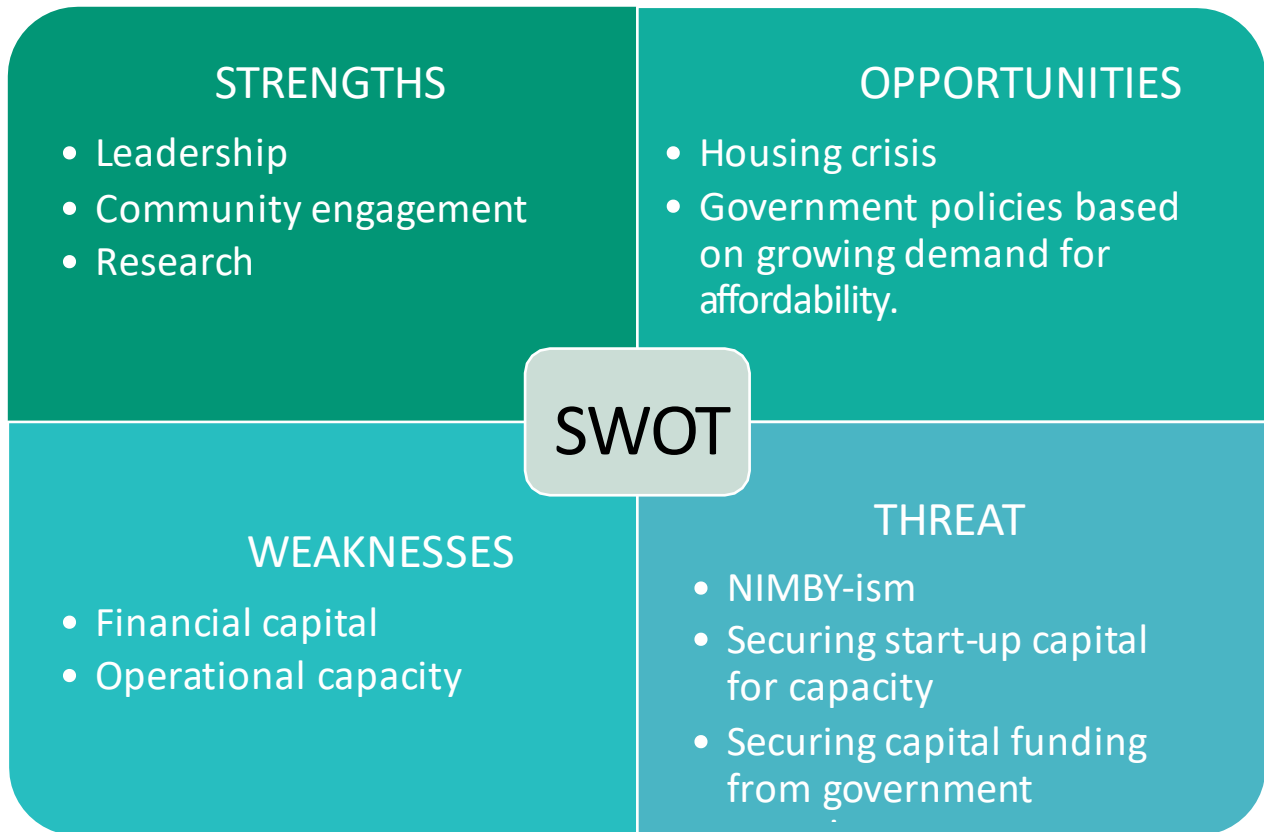 STRENGTHS
• Leadership
• Community engagement
• Research
OPPORTUNITIES
• Housing crisis
• Government policies based
on growing demand for
affordability.
SWOT
WEAKNESSES
• Financial capital
• Operational capacity
THREAT
• NIMBY-ism
• Securing start-up capital
for capacity
• Securing capital funding
from government